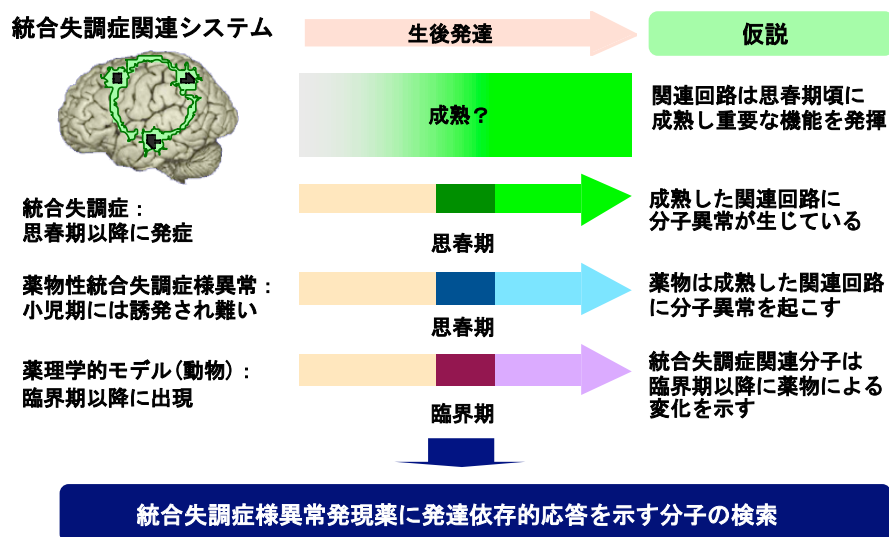 統合失調症関連システム
生後発達
仮説
成熟？
関連回路は思春期頃に
成熟し重要な機能を発揮
統合失調症：
思春期以降に発症
思春期
成熟した関連回路に
分子異常が生じている
薬物性統合失調症様異常：
小児期には誘発され難い
思春期
薬物は成熟した関連回路
に分子異常を起こす
薬理学的モデル(動物)：
臨界期以降に出現
臨界期
統合失調症関連分子は
臨界期以降に薬物による
変化を示す
統合失調症様異常発現薬に発達依存的応答を示す分子の検索